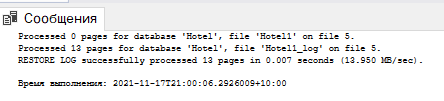 Сообщения
Processed 0 pages for database 'Hotel', file 'Hotel1' on file 5.
Processed 13 pages for database 'Hotel', file 'Hotel1_log' on file 5.
RESTORE LOG successfully processed 13 pages in 0.007 seconds (13.950 MB/sec).
Время выполнения: 2021-11-17T21:00:06.2926009+10:00